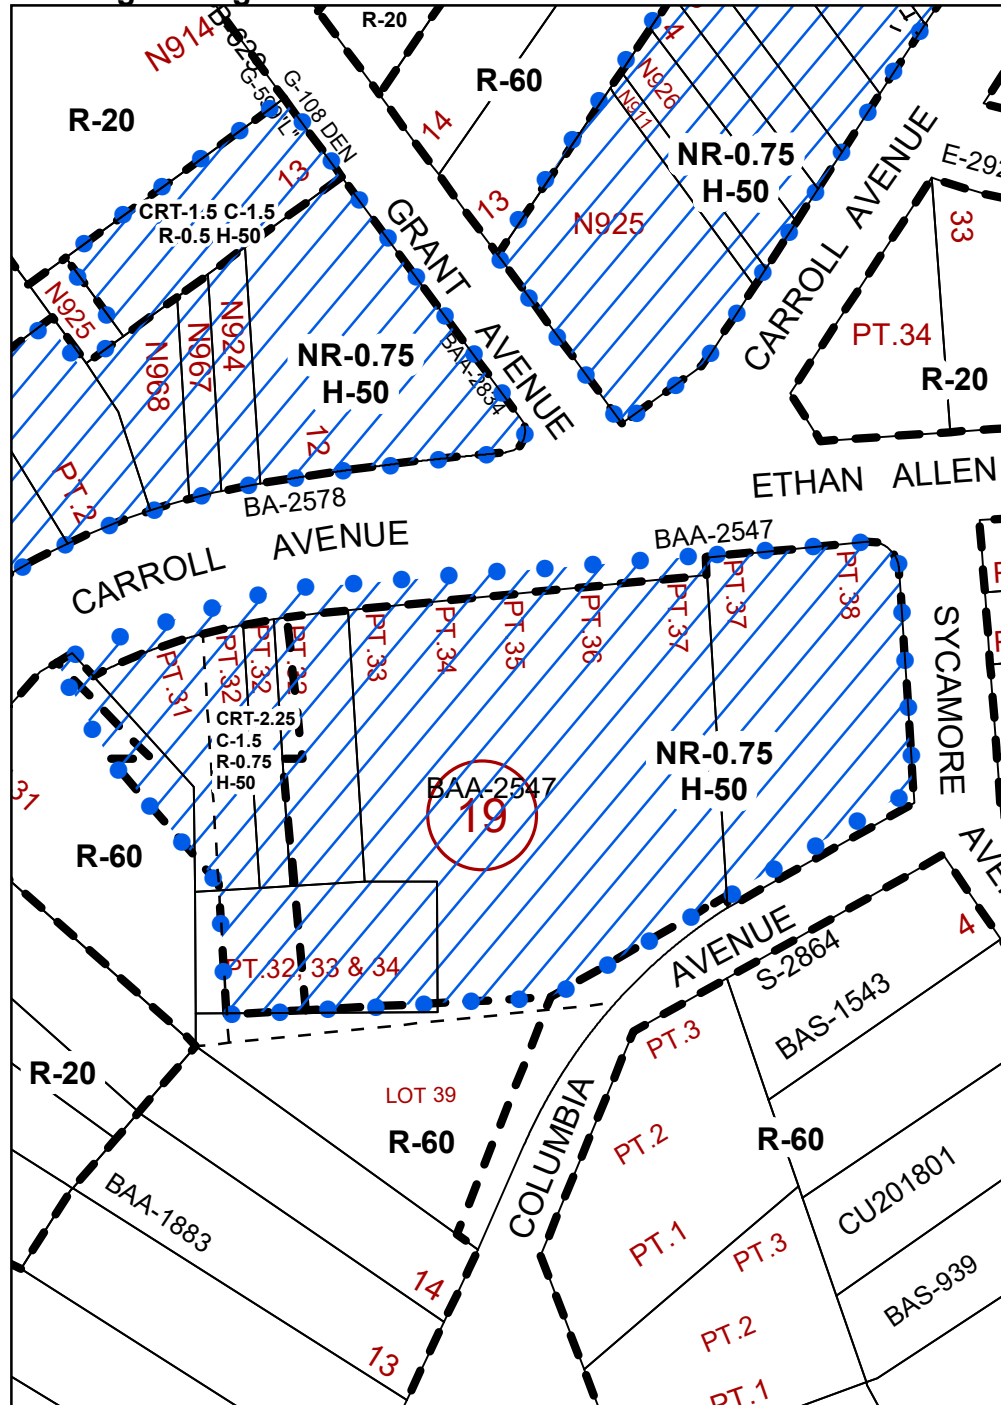 N914
R-20
R-60
R-20
G-108 DEN
14
4
N926
N911
NR-0.75
H-50
CARROLL AVENUE
13
13
N925
CRT-1.5 C-1.5
R-0.5 H-50
GRANT AVENUE
33
PT.34
R-20
N925
N968
N967
N924
NR-0.75
H-50
BAA-2834
12
PT.2
BA-2578
CARROLL AVENUE
ETHAN ALLEN
BAA-2547
PT.31
PT.32
PT.32
PT.33
PT.33
PT.34
PT.35
PT.36
PT.37
PT.37
PT.38
SYCAMORE
CRT-2.25
C-1.5
R-0.75
H-50
NR-0.75
H-50
BAA-2547
19
31
R-60
PT.32, 33 & 34
COLUMBIA AVENUE
S-2864
4
BAS-1543
PT.3
R-20
LOT 39
R-60
PT.2
R-60
BAA-1883
CU201801
PT.1
PT.3
14
BAS-939
PT.2
13
PT.1